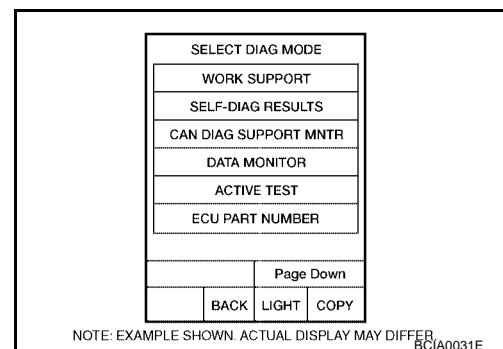 SELECT DIAG MODE
WORK SUPPORT
SELF-DIAG RESULTS
CAN DIAG SUPPORT MNTR
DATA MONITOR
ACTIVE TEST
ECU PART NUMBER
Page Down
BACK LIGHT COPY
NOTE: EXAMPLE SHOWN. ACTUAL DISPLAY MAY DIFFER.
BCIA0031E